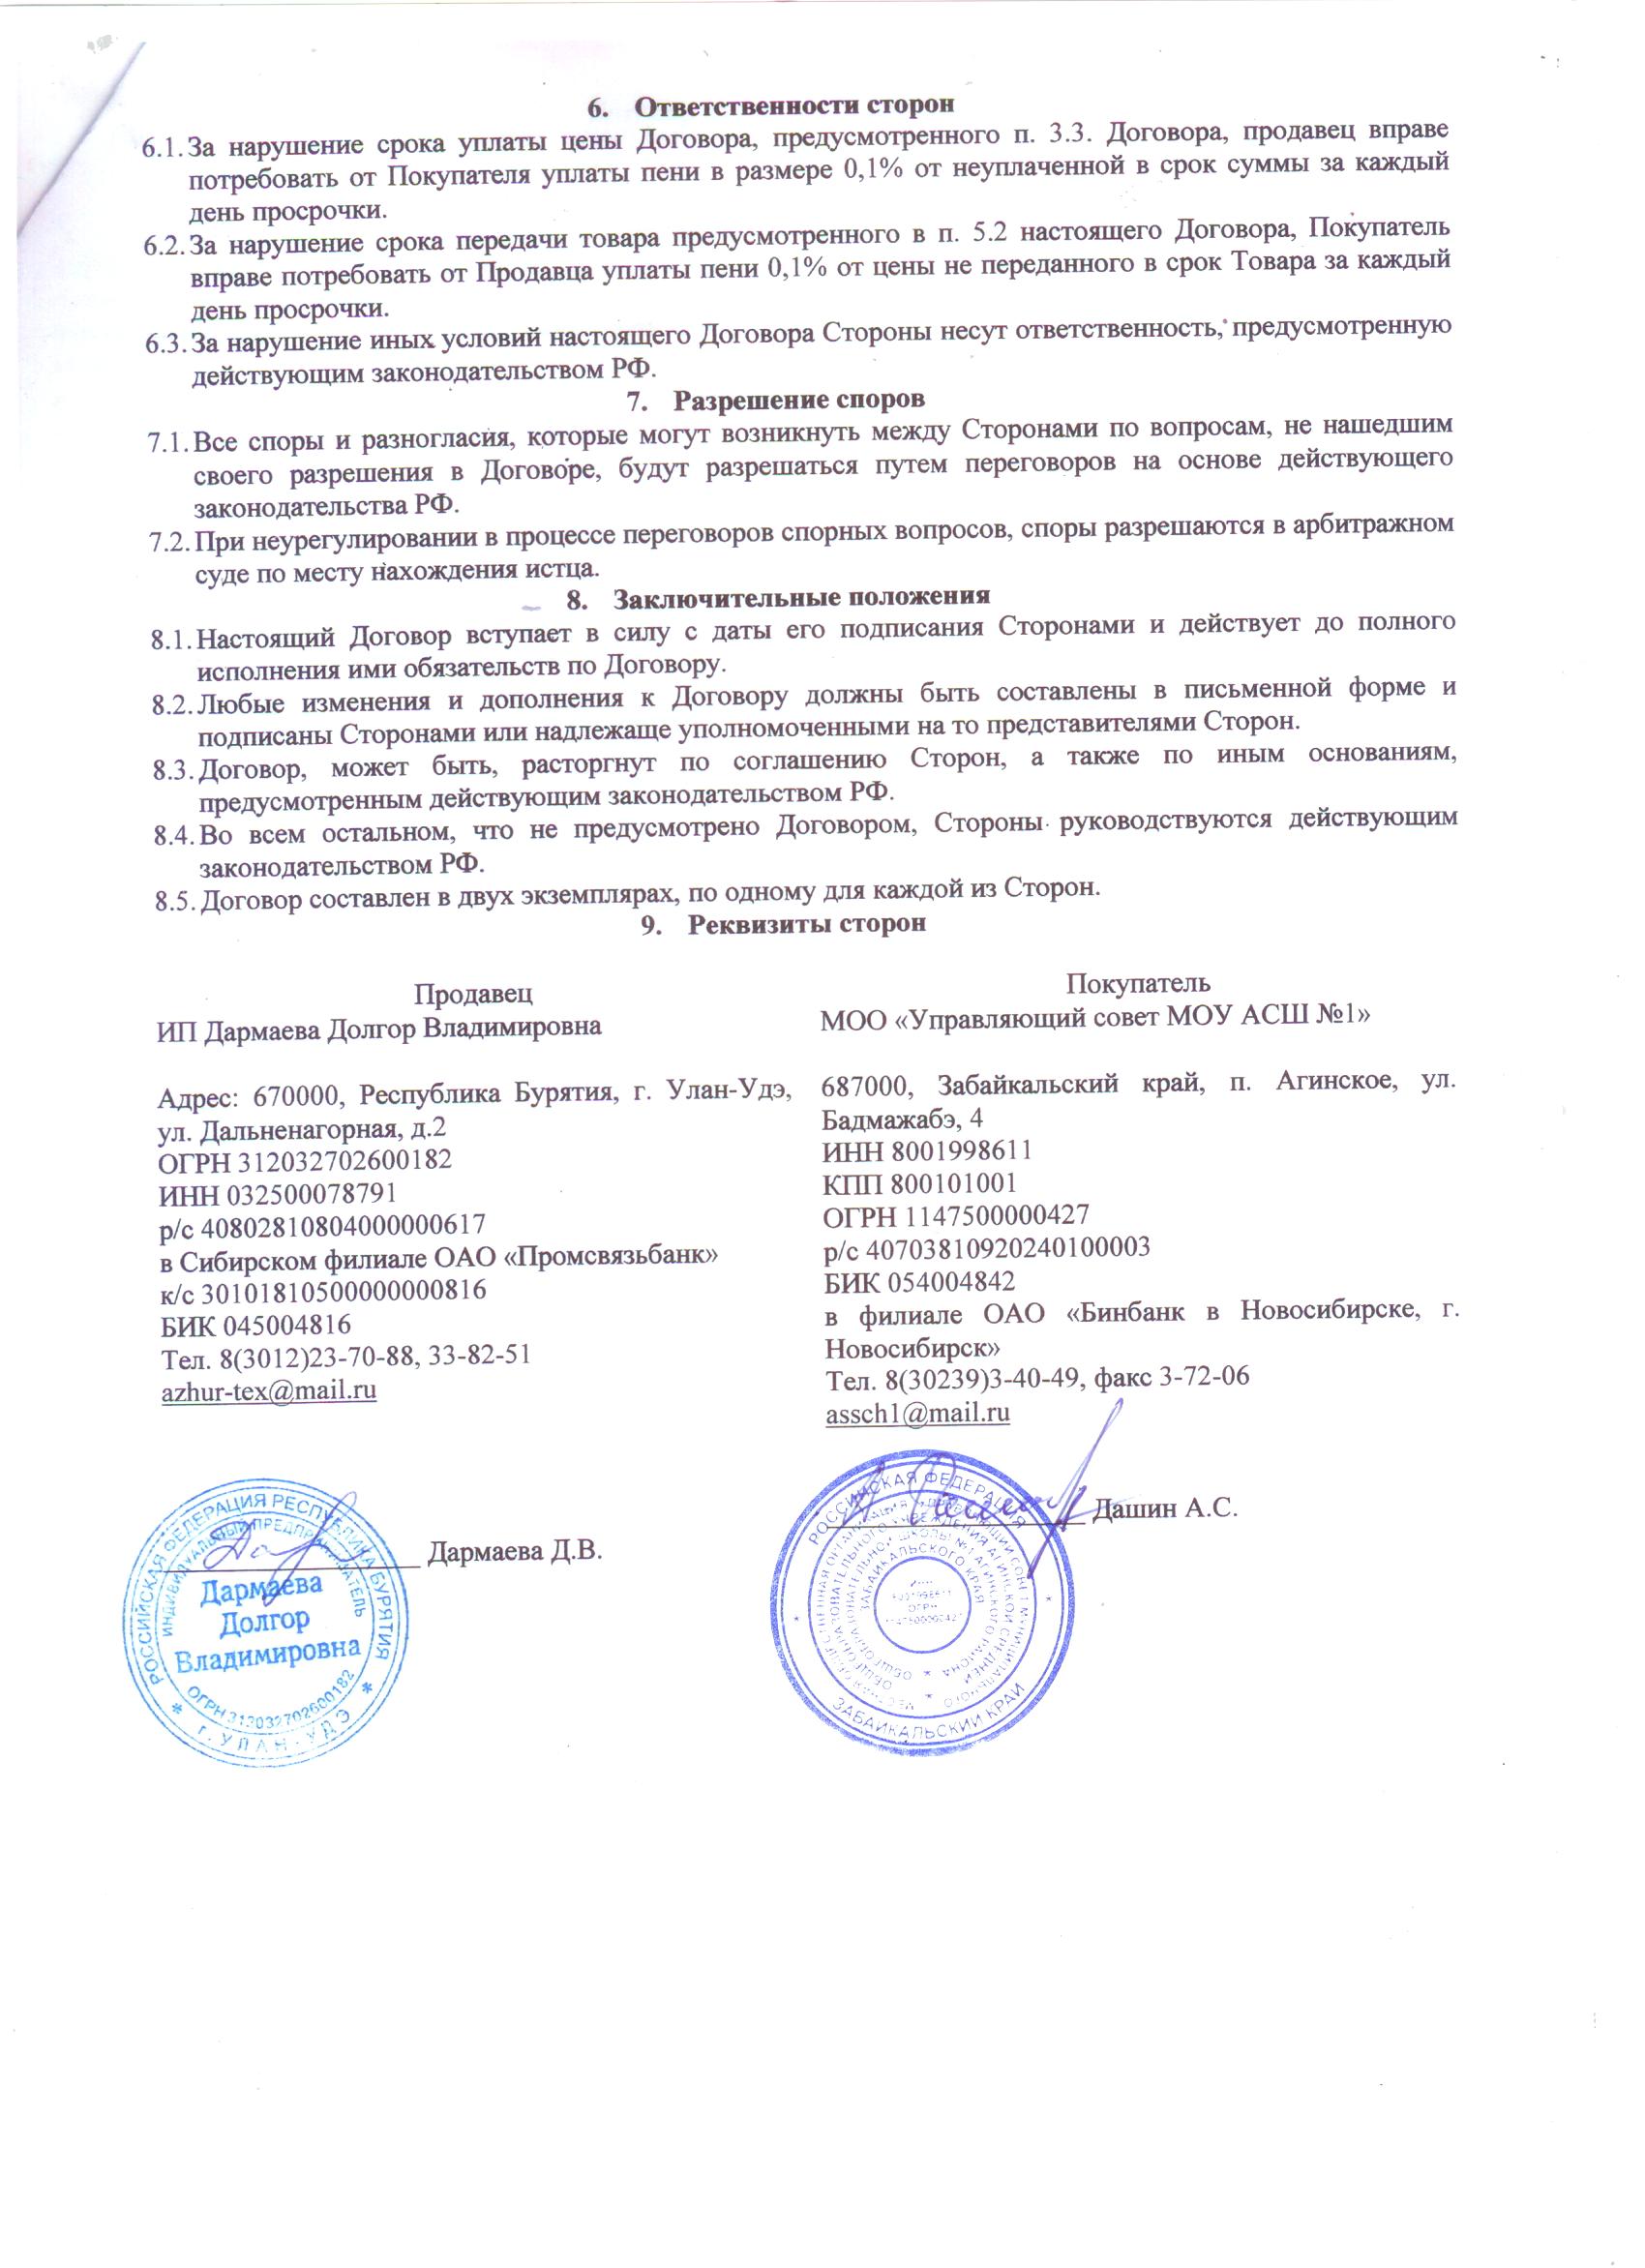 6. Ответственности сторон
6.1. За нарушение срока уплаты цены Договора, предусмотренного п. 3.3. Договора, продавец вправе
потребовать от Покупателя уплаты пени в размере 0,1% от неуплаченной в срок суммы за каждый
день просрочки.
6.2. За нарушение срока передачи товара предусмотренного в п. 5.2 настоящего Договора, Покупатель
вправе потребовать от Продавца уплаты пени 0,1% от цены не переданного в срок Товара за каждый
день просрочки.
6.3. За нарушение иных условий настоящего Договора Стороны несут ответственность, предусмотренную
действующим законодательством РФ.
7. Разрешение споров
7.1. Все споры и разногласия, которые могут возникнуть между Сторонами по вопросам, не нашедшим
своего разрешения в Договоре, будут разрешаться путем переговоров на основе действующего
законодательства РФ.
7.2. При неурегулировании в процессе переговоров спорных вопросов, споры разрешаются в арбитражном
суде по месту нахождения истца.
8. Заключительные положения
8.1. Настоящий Договор вступает в силу с даты его подписания Сторонами и действует до полного
исполнения ими обязательств по Договору.
8.2. Любые изменения и дополнения к Договору должны быть составлены в письменной форме и
подписаны Сторонами или надлежаще уполномоченными на то представителями Сторон.
8.3. Договор, может быть, расторгнут по соглашению Сторон, а также по иным основаниям,
предусмотренным действующим законодательством РФ.
8.4. Во всем остальном, что не предусмотрено Договором, Стороны руководствуются действующим
законодательством РФ.
8.5. Договор составлен в двух экземплярах, по одному для каждой из Сторон.
9. Реквизиты сторон
Продавец
ИП Дармаева Долгор Владимировна
Адрес: 670000, Республика Бурятия, г. Улан-Удэ,
ул. Дальненагорная, д.2
ОГРН 312032702600182
ИНН 032500078791
р/с 40802810804000000617
в Сибирском филиале ОАО «Промсвязьбанк»
к/с 30101810500000000816
БИК 045004816
Тел. 8(3012)23-70-88, 33-82-51
azhur-tex@mail.ru
Дармаева Д.В.
РОССИЙСКАЯ ФЕДЕРАЦИЯ РЕСПУБЛИКА БУРЯТИЯ
ИНДИВИДУАЛЬНЫЙ ПРЕДПРИНИМАТЕЛЬ
Дармаева
Долгор
Владимировна
ОГРН 312032702600182
г. УЛАН-УДЭ
Покупатель
МОО «Управляющий совет МОУ АСШ №1»
687000, Забайкальский край, п. Агинское, ул.
Бадмажабэ, 4
ИНН 8001998611
КПП 800101001
ОГРН 1147500000427
р/с 40703810920240100003
БИК 054004842
в филиале ОАО «Бинбанк в Новосибирске, г.
Новосибирск»
Тел. 8(30239)3-40-49, факс 3-72-06
assch1@mail.ru
Дашин А.С.
РОССИЙСКАЯ ФЕДЕРАЦИЯ
ЗАБАЙКАЛЬСКОГО КРАЯ
ОГРН
ЗАБАЙКАЛЬСКИЙ КРАЙ